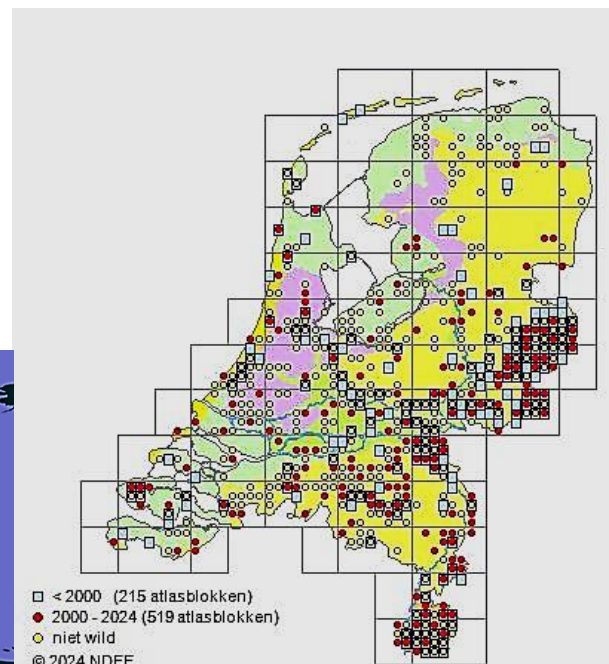 < 2000 (215 atlasblokken)
2000 - 2024 (519 atlasblokken)
niet wild
© 2024 NDFF